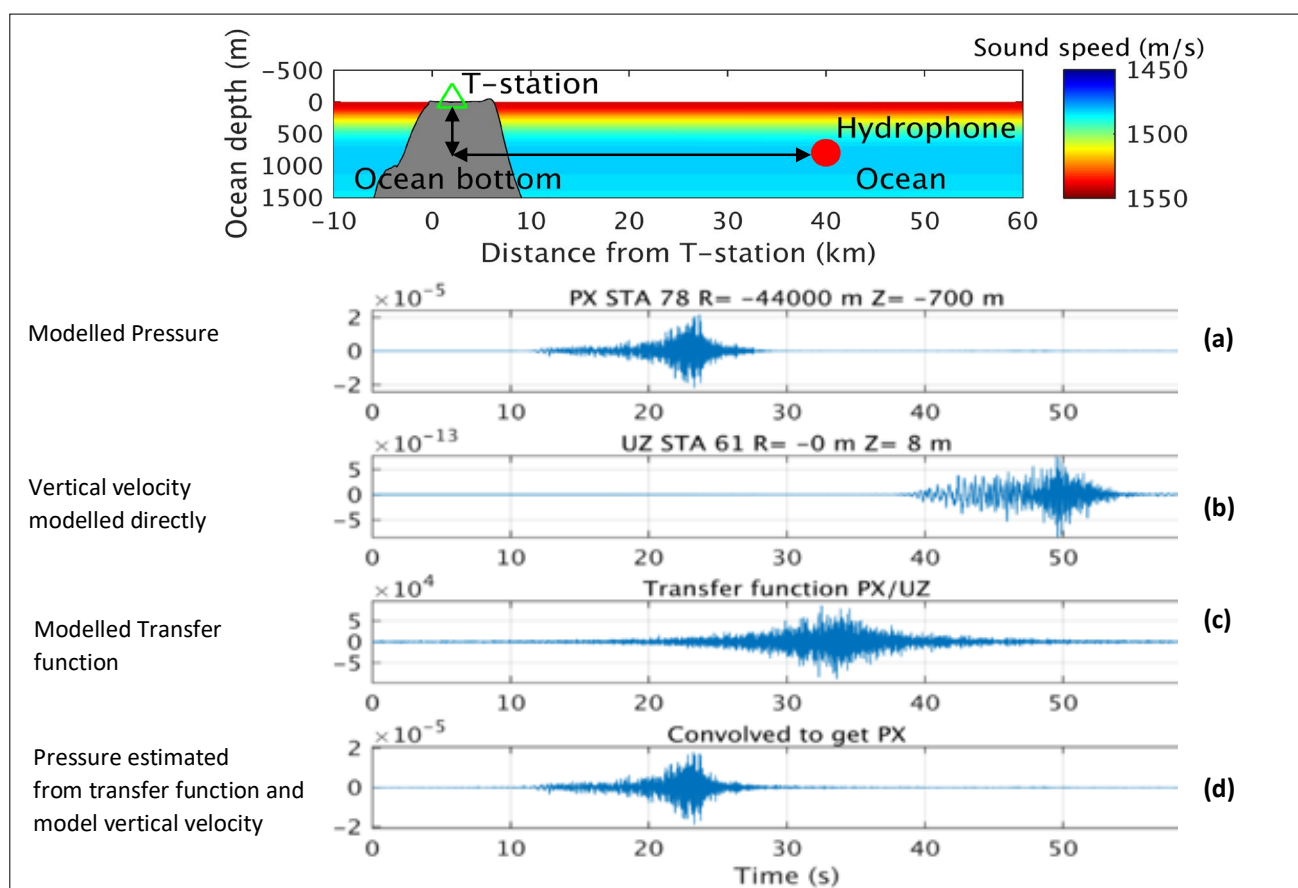 Sound speed (m/s)
Ocean depth (m)
−500
0
500
1000
1500
T-station
Hydrophone
Ocean bottom
Ocean
1450
1500
1550
−10 0 10 20 30 40 50 60
Distance from T-station (km)
Modelled Pressure
×10⁻⁵
PX STA 78 R= −44000 m Z= −700 m
2
0
−2
0 10 20 30 40 50
(a)
Vertical velocity
modelled directly
×10⁻¹³
UZ STA 61 R= −0 m Z= 8 m
5
0
−5
0 10 20 30 40 50
(b)
Modelled Transfer
function
×10⁴
Transfer function PX/UZ
5
0
−5
0 10 20 30 40 50
(c)
Pressure estimated
from transfer function and
model vertical velocity
×10⁻⁵
Convolved to get PX
2
0
−2
0 10 20 30 40 50
Time (s)
(d)